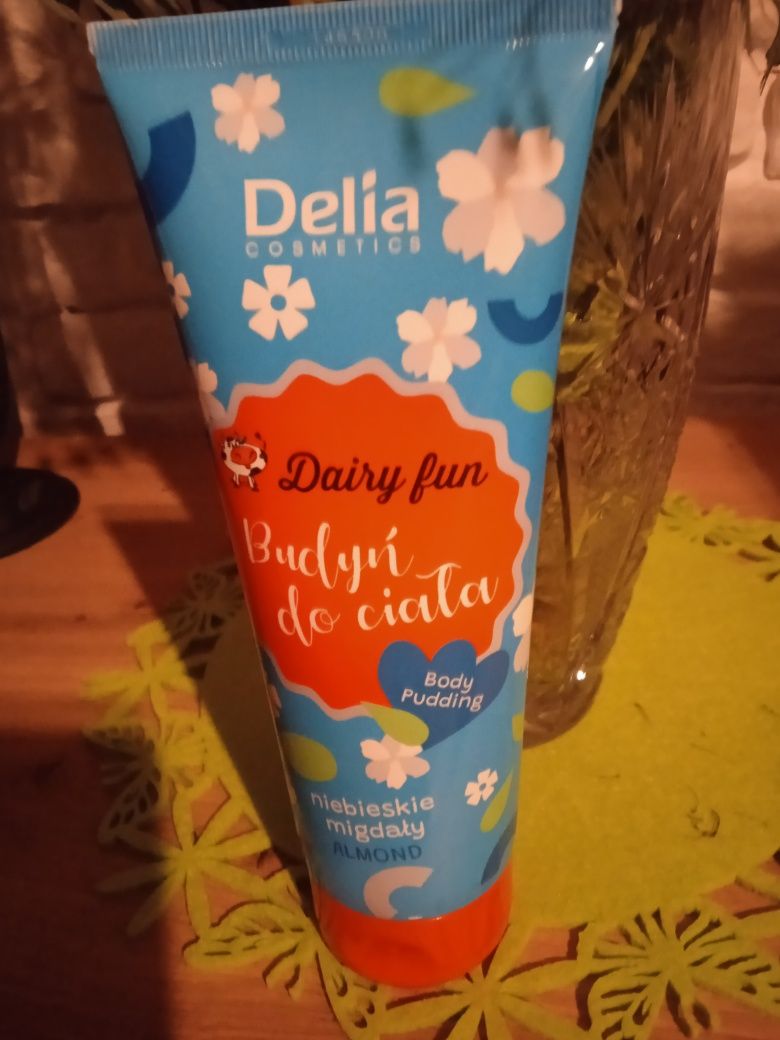 Delia
COSMETICS
Dairy fun
Budyń
do ciała
Body
Pudding
niebieskie
migdały
ALMOND